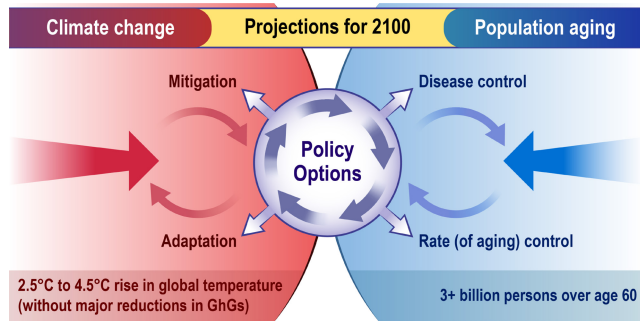 Climate change
Projections for 2100
Population aging
Mitigation
Disease control
Policy
Options
Adaptation
Rate (of aging) control
2.5°C to 4.5°C rise in global temperature
(without major reductions in GhGs)
3+ billion persons over age 60